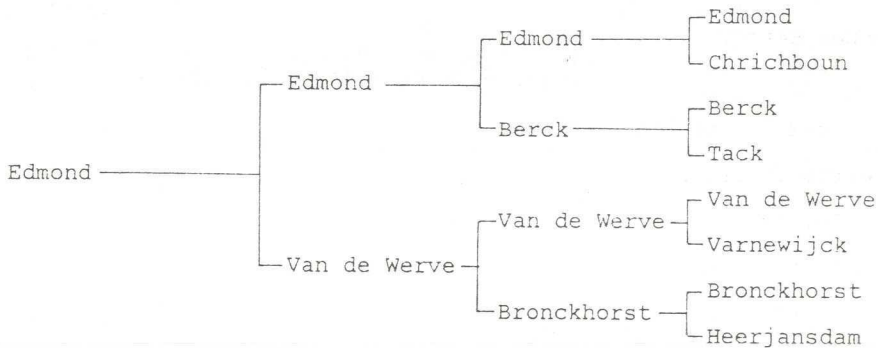 Edmond
Edmond
Chrichboun
Edmond
Berck
Berck
Tack
Edmond
Van de Werve
Van de Werve
Varnewijck
Van de Werve
Bronckhorst
Bronckhorst
Heerjansdam